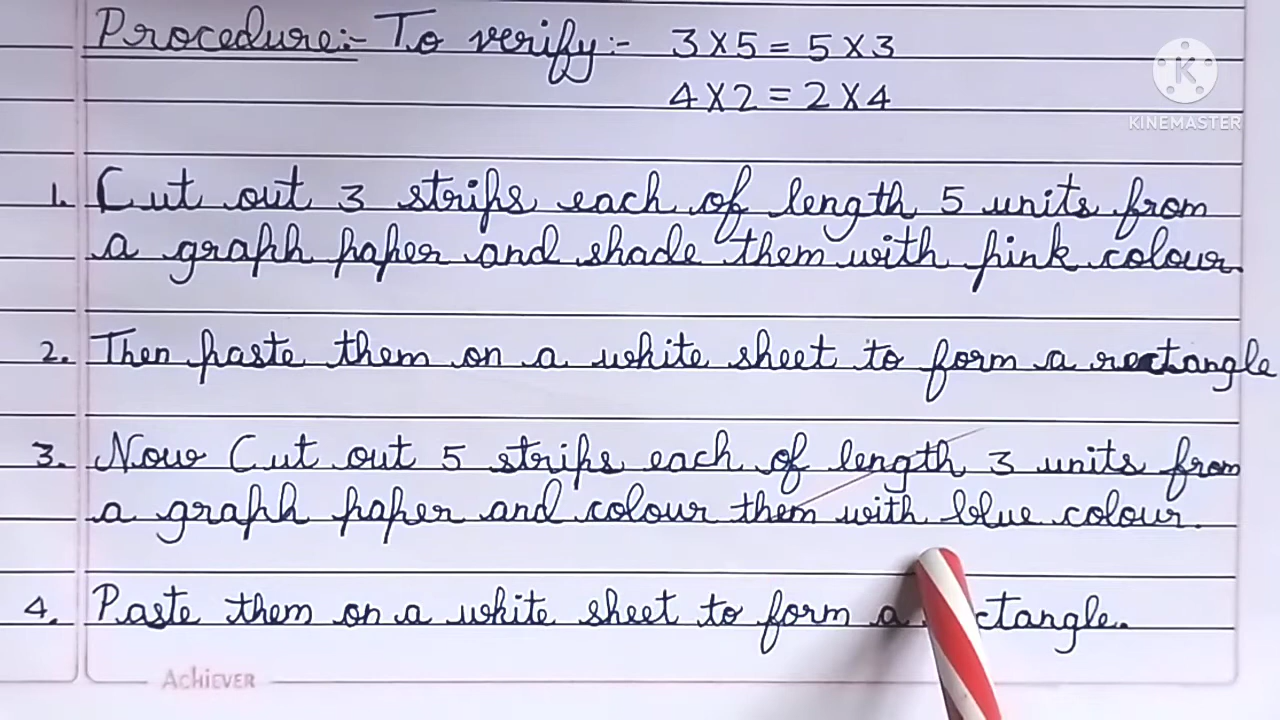 Procedure:- To verify:- 3×5 = 5×3
4×2 = 2×4
KINEMASTER
1. Cut out 3 strips each of length 5 units from
a graph paper and shade them with pink colour.
2. Then paste them on a white sheet to form a rectangle
3. Now Cut out 5 strips each of length 3 units from
a graph paper and colour them with blue colour.
4. Paste them on a white sheet to form a ctangle.
AcHiEVER